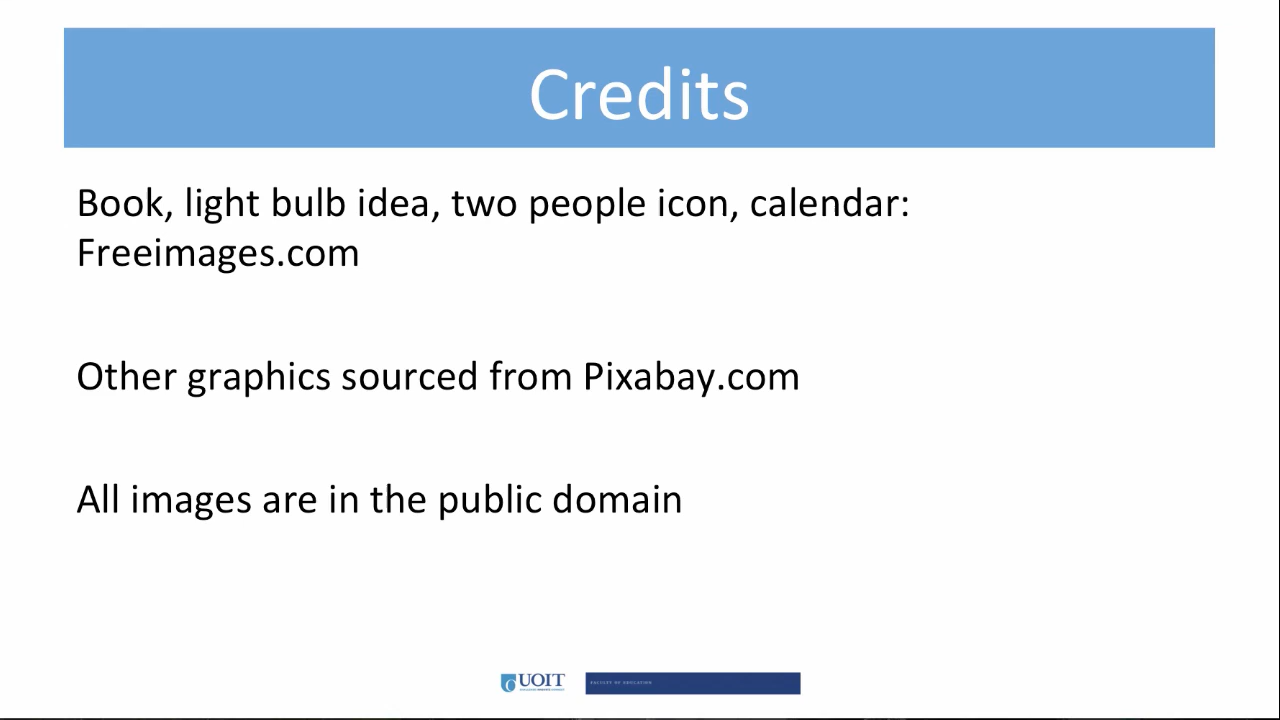 Credits
Book, light bulb idea, two people icon, calendar:
Freeimages.com
Other graphics sourced from Pixabay.com
All images are in the public domain
UOIT
FACULTY OF EDUCATION